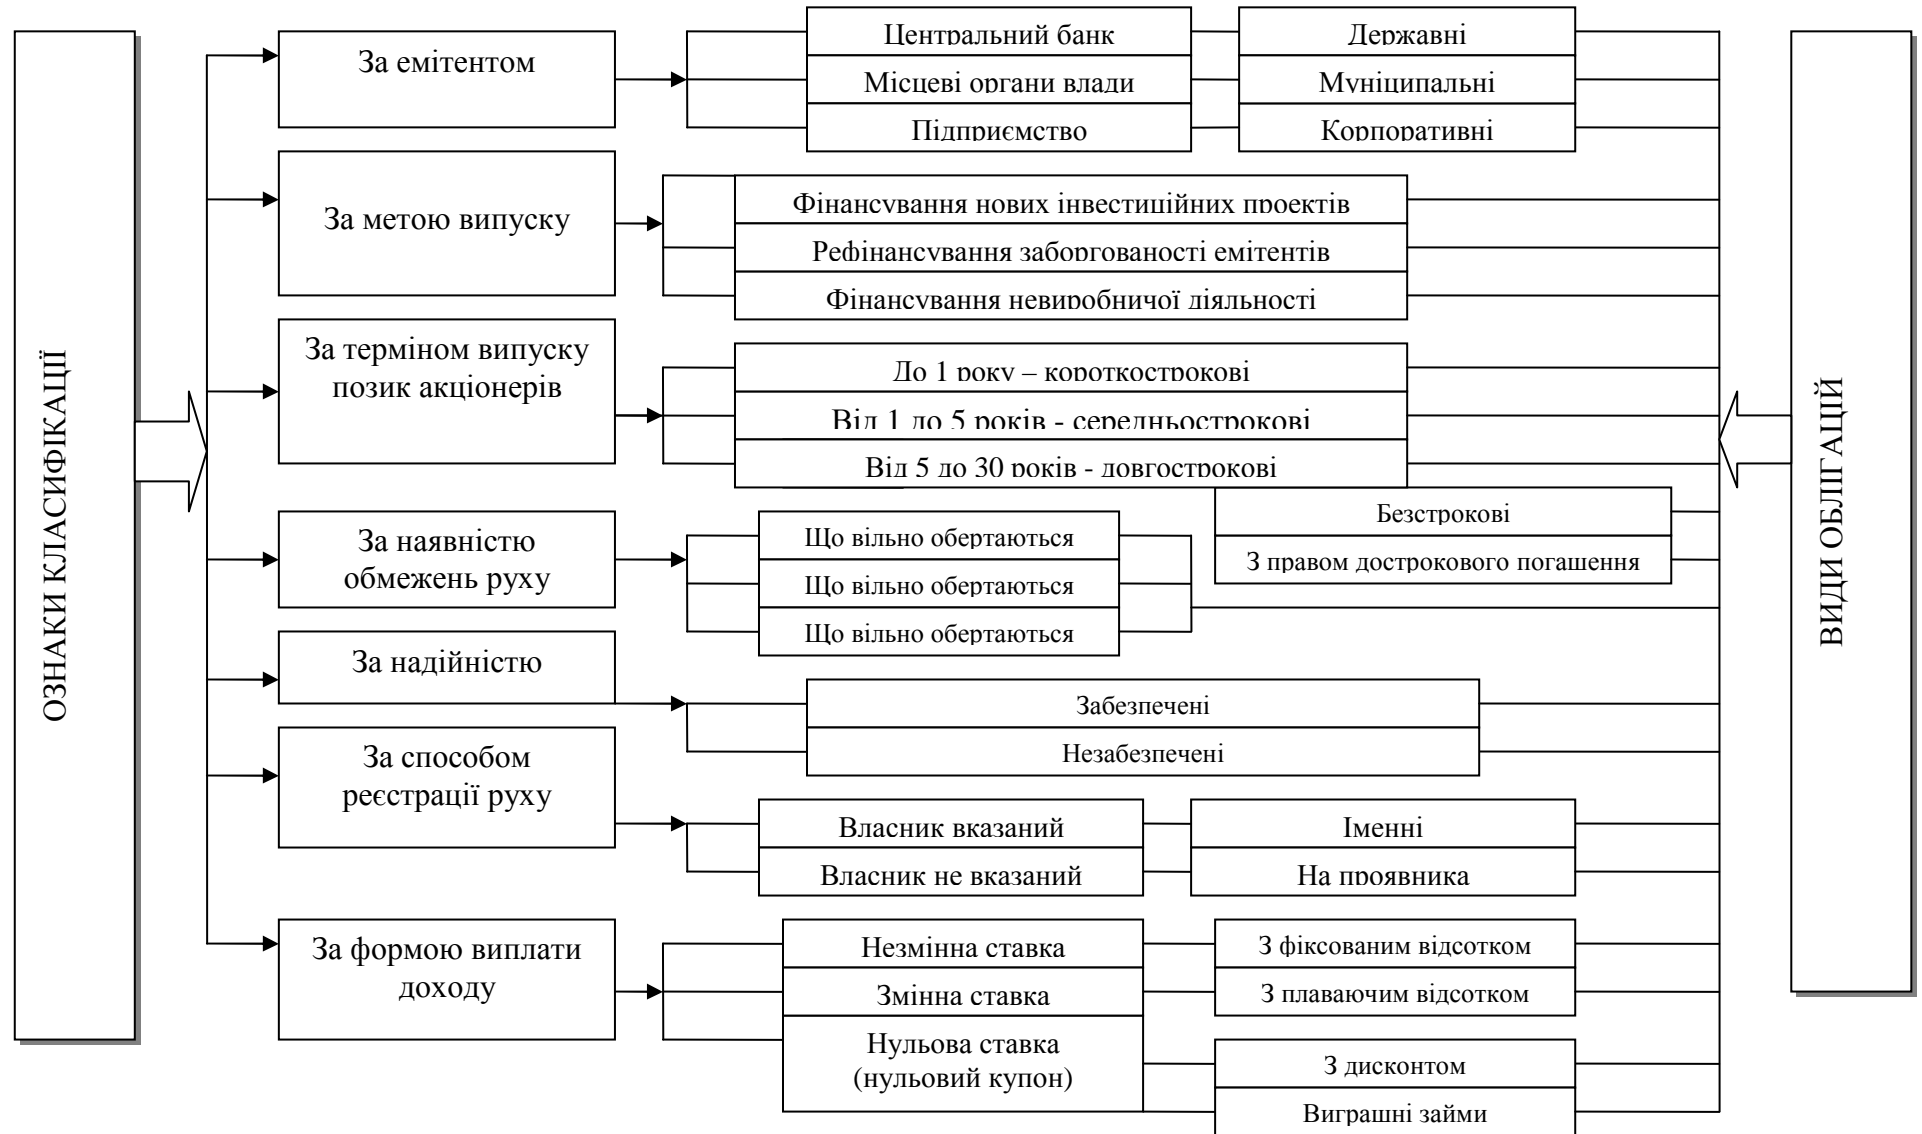 ОЗНАКИ КЛАСИФІКАЦІЇ
За емітентом
Центральний банк
Державні
Місцеві органи влади
Муніципальні
Підприємство
Корпоративні
За метою випуску
Фінансування нових інвестиційних проектів
Рефінансування заборгованості емітентів
Фінансування невиробничої діяльності
За терміном випуску
позик акціонерів
До 1 року – короткострокові
Від 1 до 5 років - середньострокові
Від 5 до 30 років - довгострокові
Безстрокові
З правом дострокового погашення
За наявністю
обмежень руху
Що вільно обертаються
Що вільно обертаються
Що вільно обертаються
За надійністю
Забезпечені
Незабезпечені
За способом
реєстрації руху
Власник вказаний
Іменні
Власник не вказаний
На проявника
За формою виплати
доходу
Незмінна ставка
З фіксованим відсотком
Змінна ставка
З плаваючим відсотком
Нульова ставка
(нульовий купон)
З дисконтом
Виграшні займи
ВИДИ ОБЛІГАЦІЙ